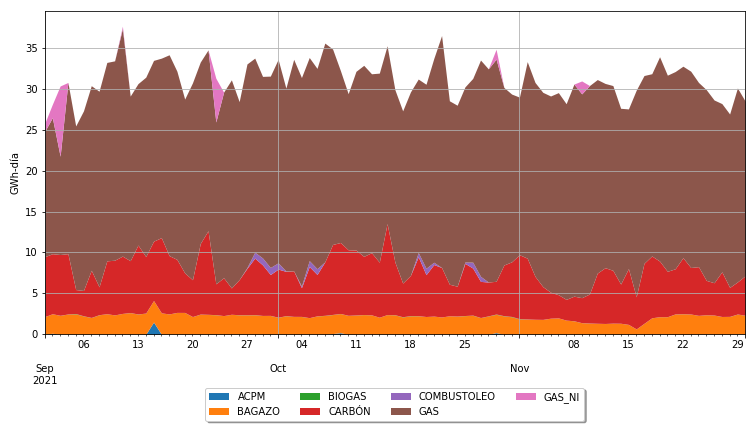 35
30
25
20
15
10
5
0
GWh-día
06 13 20 27 04 11 18 25 08 15 22 29
Sep Oct Nov
2021
ACPM BIOGAS COMBUSTOLEO GAS_NI
BAGAZO CARBÓN GAS